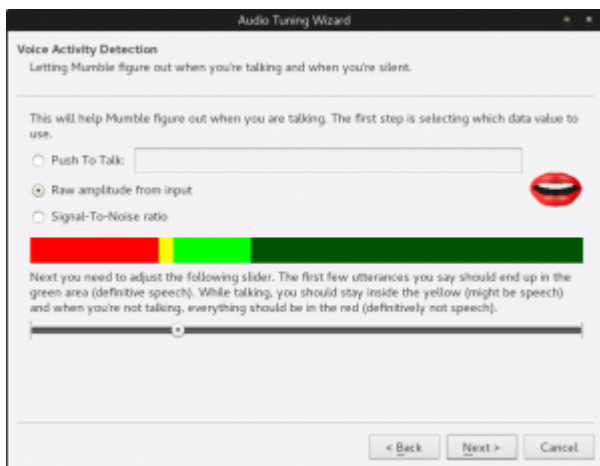 Audio Tuning Wizard
Voice Activity Detection
Letting Mumble figure out when you're talking and when you're silent.
This will help Mumble figure out when you are talking. The first step is selecting which data value to
use.
Push To Talk:
Raw amplitude from input
Signal-To-Noise ratio
Next you need to adjust the following slider. The first few utterances you say should end up in the
green area (definitive speech). While talking, you should stay inside the yellow (might be speech)
and when you're not talking, everything should be in the red (definitively not speech).
< Back Next > Cancel